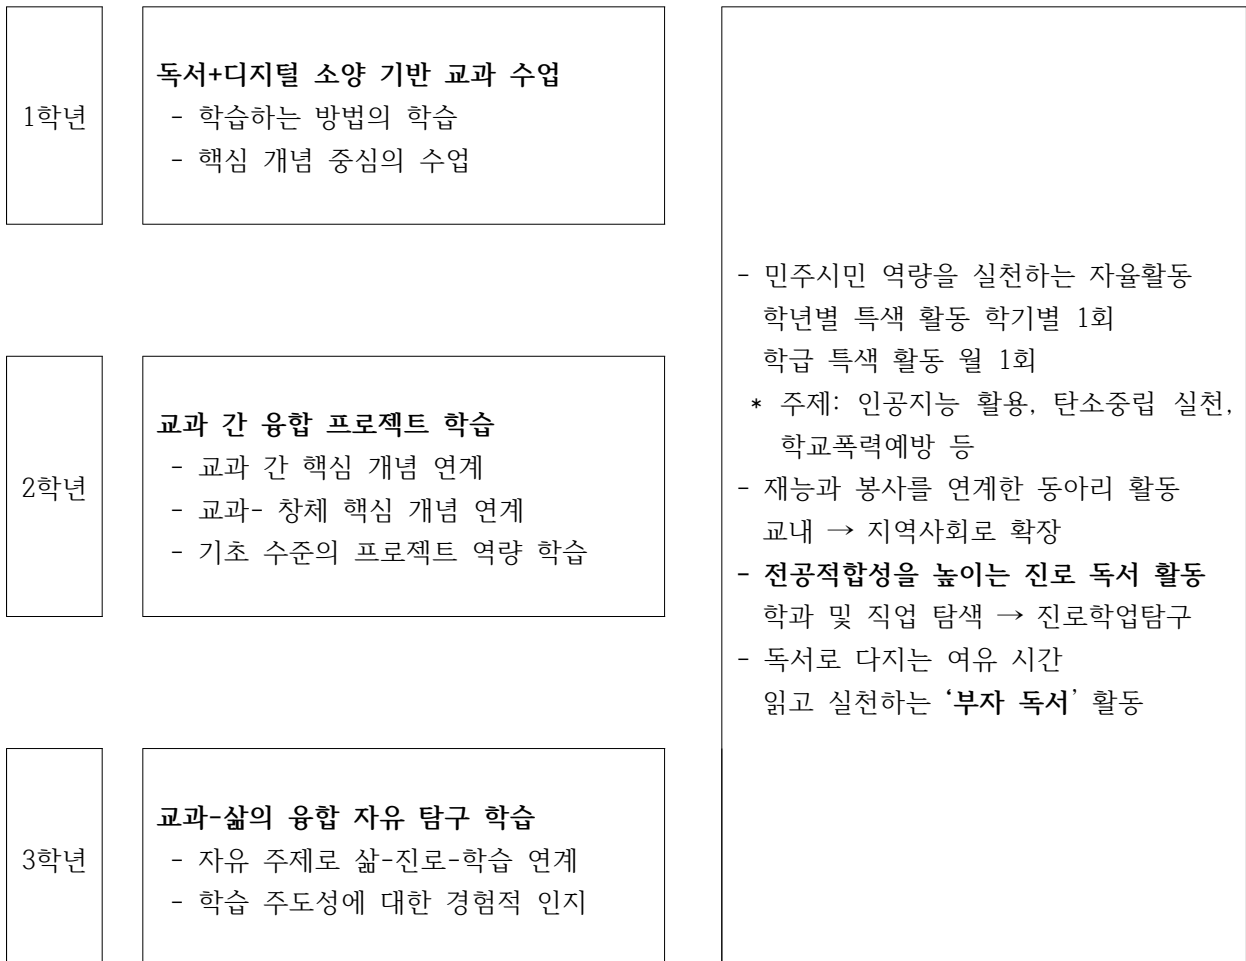 1학년
독서+디지털 소양 기반 교과 수업
- 학습하는 방법의 학습
- 핵심 개념 중심의 수업
2학년
교과 간 융합 프로젝트 학습
- 교과 간 핵심 개념 연계
- 교과- 창체 핵심 개념 연계
- 기초 수준의 프로젝트 역량 학습
3학년
교과-삶의 융합 자유 탐구 학습
- 자유 주제로 삶-진로-학습 연계
- 학습 주도성에 대한 경험적 인지
- 민주시민 역량을 실천하는 자율활동
학년별 특색 활동 학기별 1회
학급 특색 활동 월 1회
* 주제: 인공지능 활용, 탄소중립 실천,
학교폭력예방 등
- 재능과 봉사를 연계한 동아리 활동
교내 → 지역사회로 확장
- 전공적합성을 높이는 진로 독서 활동
학과 및 직업 탐색 → 진로학업탐구
- 독서로 다지는 여유 시간
읽고 실천하는 ‘부자 독서’ 활동